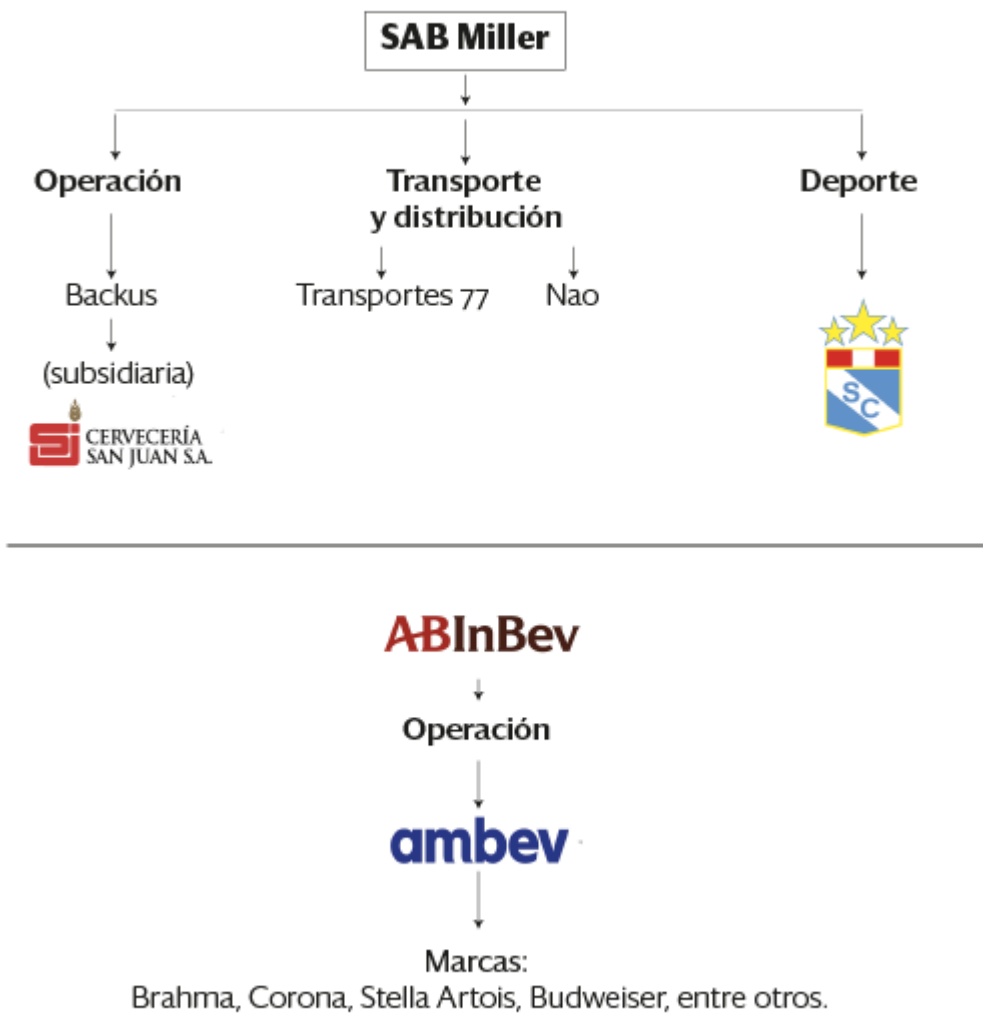 SAB Miller
Operación
Transporte
y distribución
Deporte
Backus
Transportes 77
Nao
(subsidiaria)
SJ CERVECERÍA
SAN JUAN S.A.
SC
ABInBev
Operación
ambev
Marcas:
Brahma, Corona, Stella Artois, Budweiser, entre otros.